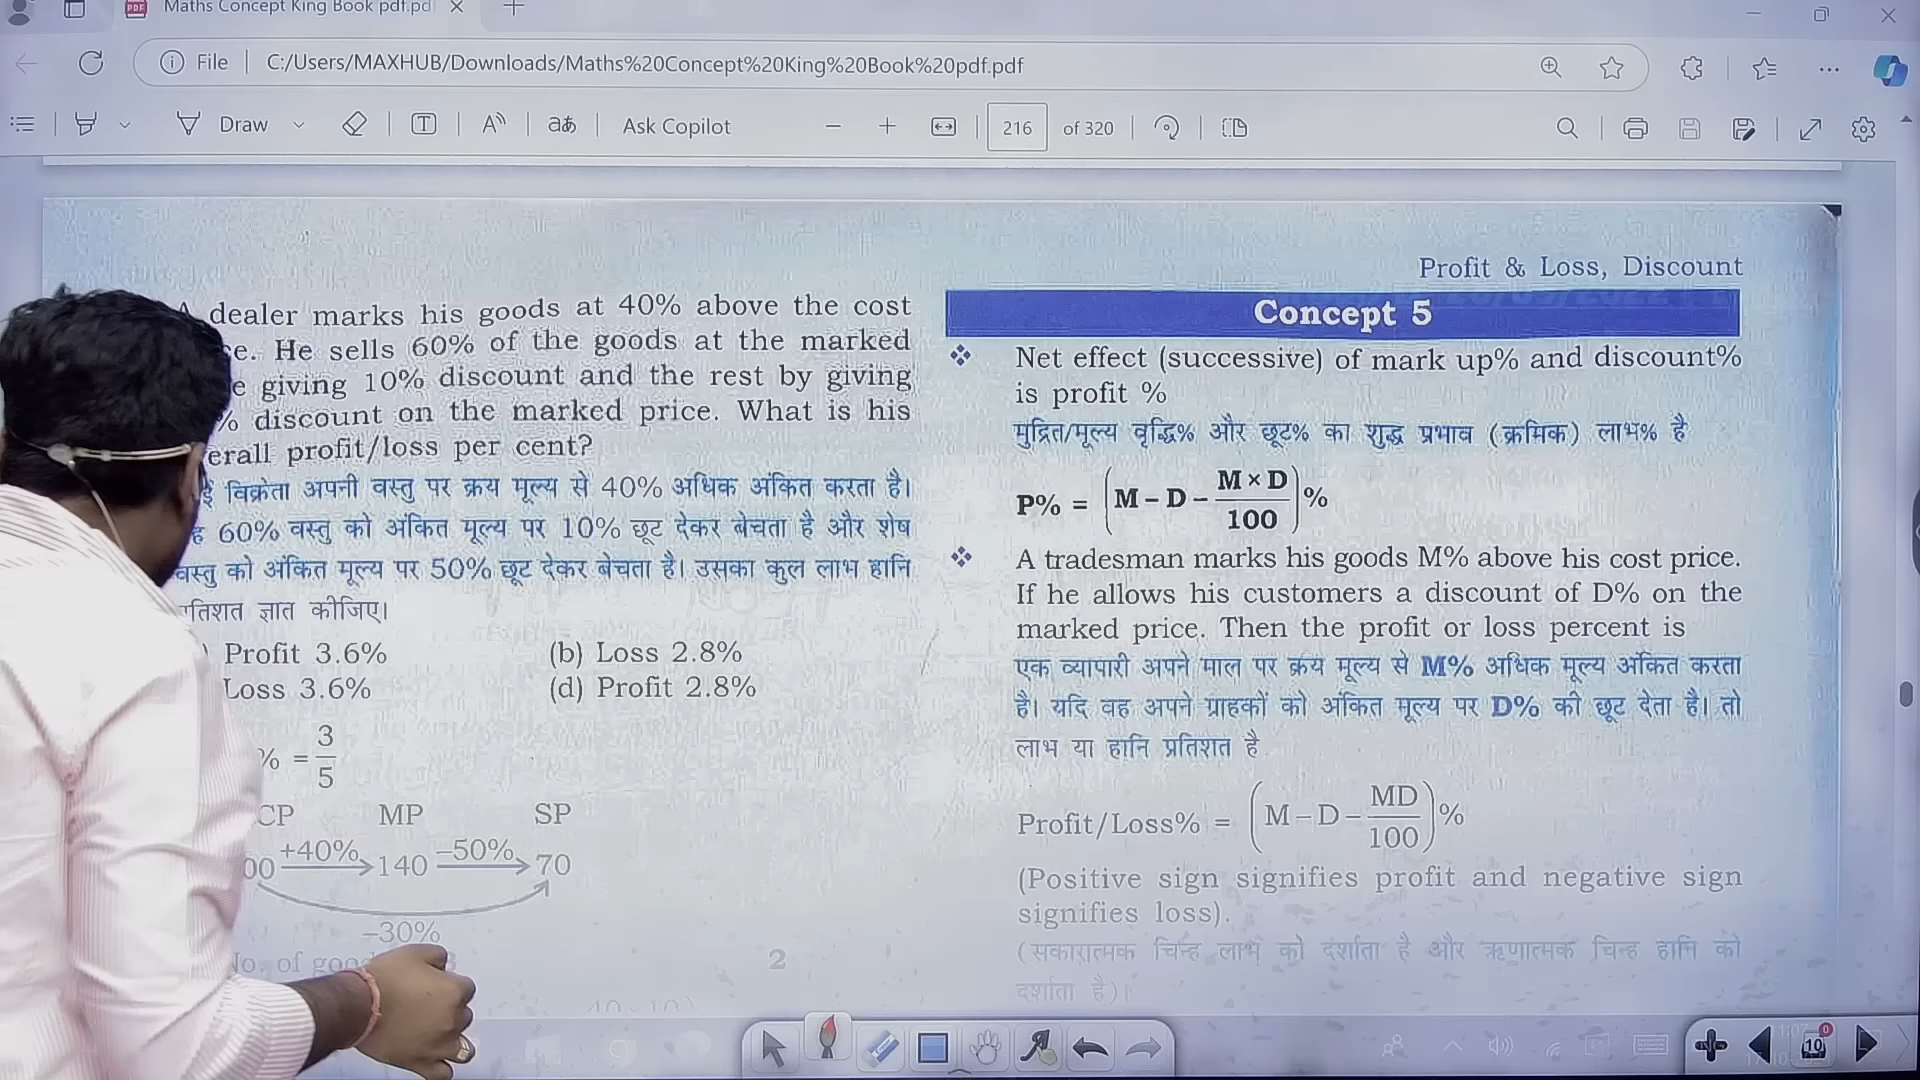 Maths Concept King Book pdf.pd
File
C:/Users/MAXHUB/Downloads/Maths%20Concept%20King%20Book%20pdf.pdf
Draw
Ask Copilot
216 of 320
Profit & Loss, Discount
dealer marks his goods at 40% above the cost
He sells 60% of the goods at the marked
giving 10% discount and the rest by giving
% discount on the marked price. What is his
erall profit/loss per cent?
विक्रेता अपनी वस्तु पर क्रय मूल्य से 40% अधिक अंकित करता है।
60% वस्तु को अंकित मूल्य पर 10% छूट देकर बेचता है और शेष
वस्तु को अंकित मूल्य पर 50% छूट देकर बेचता है। उसका कुल लाभ हानि
तिशत ज्ञात कीजिए।
Profit 3.6% (b) Loss 2.8%
Loss 3.6% (d) Profit 2.8%
% = 3/5
CP MP SP
00 +40% 140 –50% 70
–30%
No. of good
2
Concept 5
Net effect (successive) of mark up% and discount%
is profit %
मुद्रित/मूल्य वृद्धि% और छूट% का शुद्ध प्रभाव (क्रमिक) लाभ% है
P% = (M – D – M × D/100)%
A tradesman marks his goods M% above his cost price.
If he allows his customers a discount of D% on the
marked price. Then the profit or loss percent is
एक व्यापारी अपने माल पर क्रय मूल्य से M% अधिक मूल्य अंकित करता
है। यदि वह अपने ग्राहकों को अंकित मूल्य पर D% की छूट देता है। तो
लाभ या हानि प्रतिशत है
Profit/Loss% = (M – D – MD/100)%
(Positive sign signifies profit and negative sign
signifies loss).
(सकारात्मक चिन्ह लाभ को दर्शाता है और ऋणात्मक चिन्ह हानि को
दर्शाता है)।
10